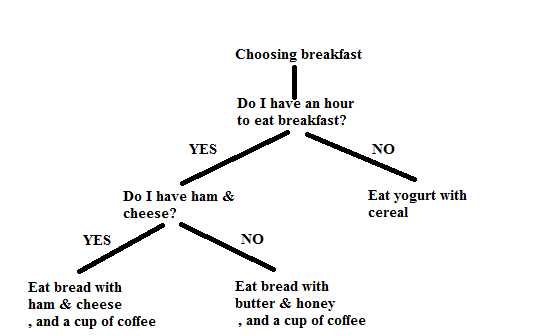 Choosing breakfast
Do I have an hour
to eat breakfast?
YES
NO
Do I have ham &
cheese?
Eat yogurt with
cereal
YES
NO
Eat bread with
ham & cheese
, and a cup of coffee
Eat bread with
butter & honey
, and a cup of coffee